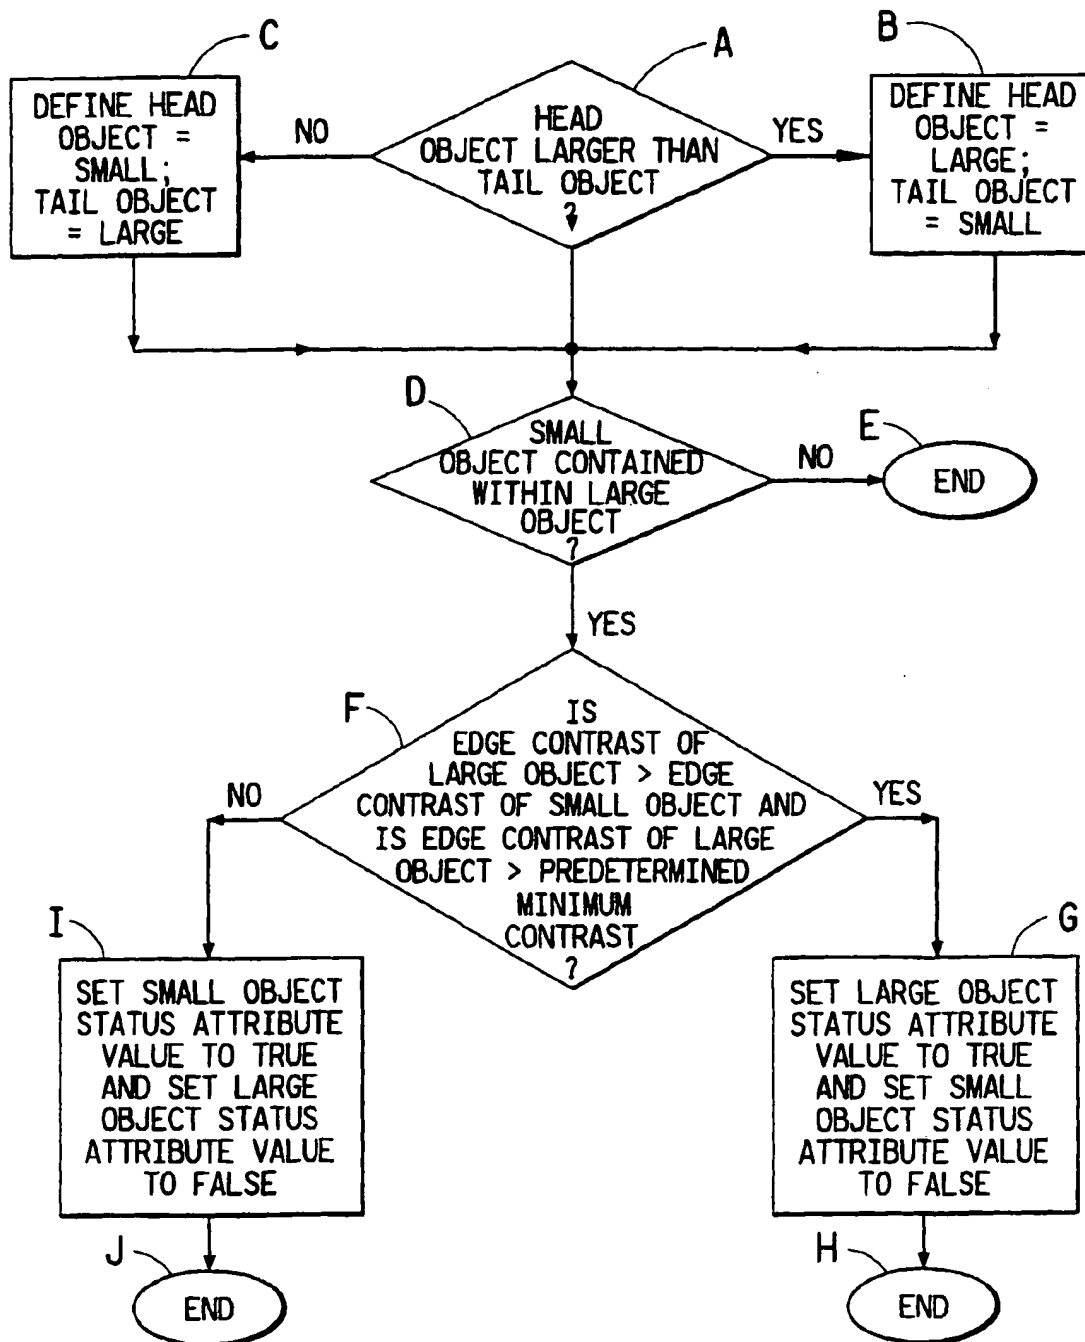 C
A
B
DEFINE HEAD
OBJECT =
SMALL;
TAIL OBJECT
= LARGE
NO
HEAD
OBJECT LARGER THAN
TAIL OBJECT
?
YES
DEFINE HEAD
OBJECT =
LARGE;
TAIL OBJECT
= SMALL
D
SMALL
OBJECT CONTAINED
WITHIN LARGE
OBJECT
?
NO
E
END
YES
F
IS
EDGE CONTRAST OF
LARGE OBJECT > EDGE
CONTRAST OF SMALL OBJECT AND
IS EDGE CONTRAST OF LARGE
OBJECT > PREDETERMINED
MINIMUM
CONTRAST
?
NO
YES
I
SET SMALL OBJECT
STATUS ATTRIBUTE
VALUE TO TRUE
AND SET LARGE
OBJECT STATUS
ATTRIBUTE VALUE
TO FALSE
G
SET LARGE OBJECT
STATUS ATTRIBUTE
VALUE TO TRUE
AND SET SMALL
OBJECT STATUS
ATTRIBUTE VALUE
TO FALSE
J
END
H
END